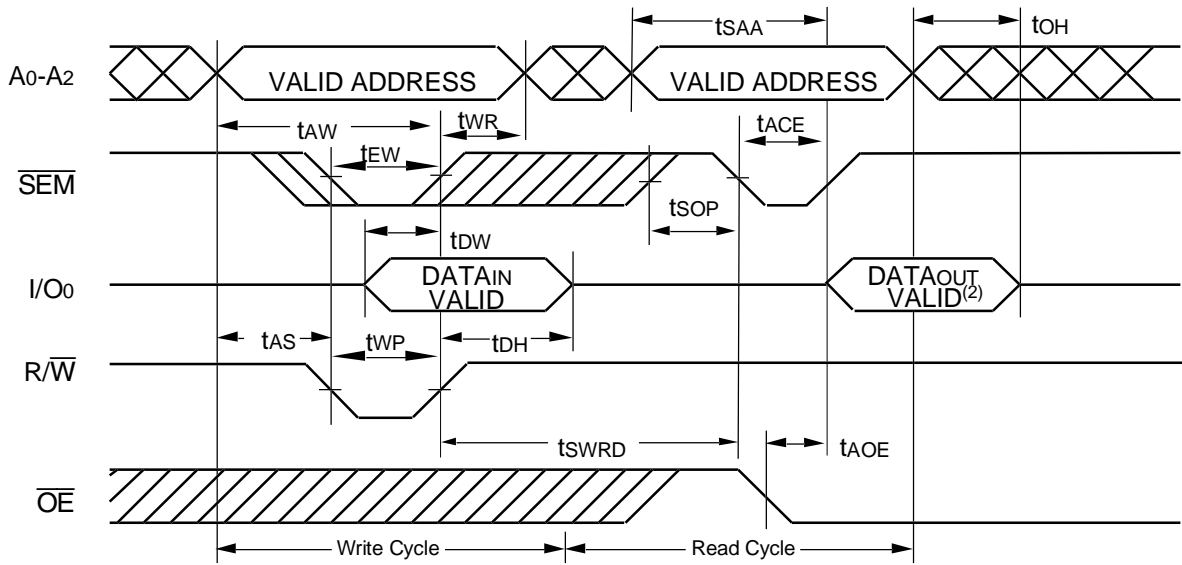 tSAA tOH
A0-A2 VALID ADDRESS VALID ADDRESS
tAW tWR tACE
tEW
SEM
tSOP
tDW
I/O0 DATAIN VALID DATAOUT VALID(2)
tAS tWP tDH
R/W
tSWRD tAOE
OE
Write Cycle Read Cycle